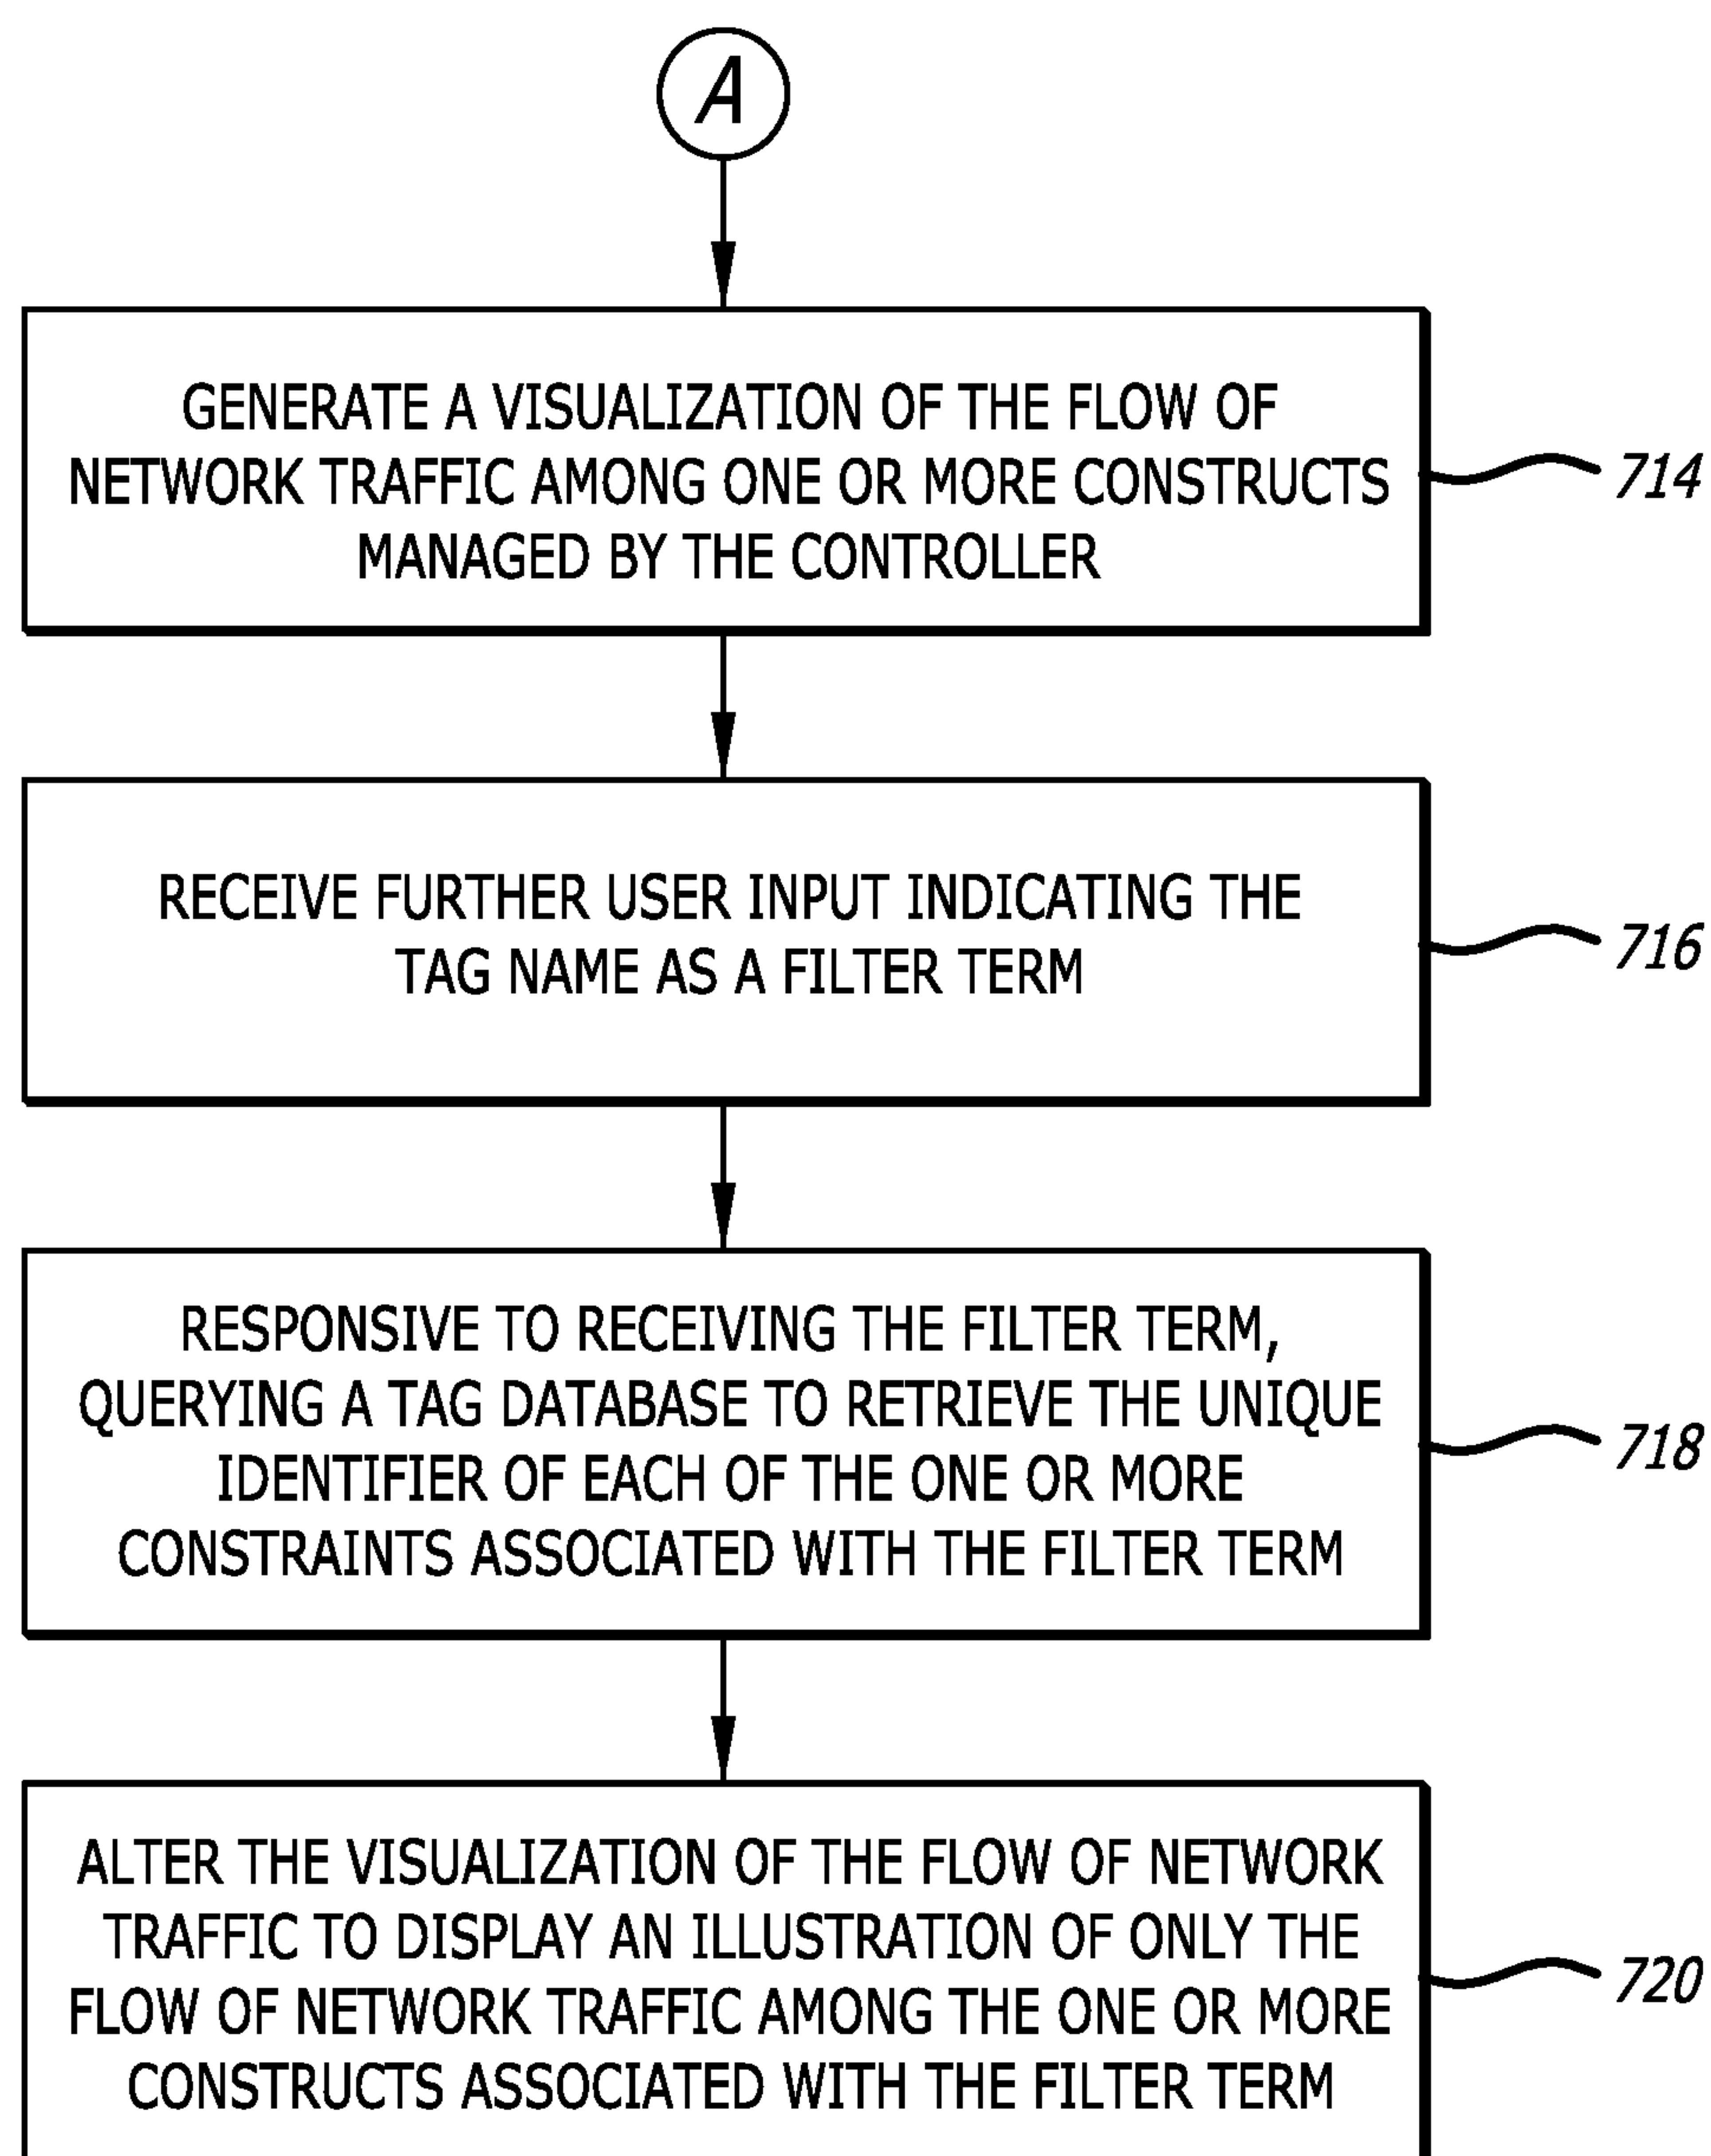 A
GENERATE A VISUALIZATION OF THE FLOW OF
NETWORK TRAFFIC AMONG ONE OR MORE CONSTRUCTS
MANAGED BY THE CONTROLLER
714
RECEIVE FURTHER USER INPUT INDICATING THE
TAG NAME AS A FILTER TERM
716
RESPONSIVE TO RECEIVING THE FILTER TERM,
QUERYING A TAG DATABASE TO RETRIEVE THE UNIQUE
IDENTIFIER OF EACH OF THE ONE OR MORE
CONSTRAINTS ASSOCIATED WITH THE FILTER TERM
718
ALTER THE VISUALIZATION OF THE FLOW OF NETWORK
TRAFFIC TO DISPLAY AN ILLUSTRATION OF ONLY THE
FLOW OF NETWORK TRAFFIC AMONG THE ONE OR MORE
CONSTRUCTS ASSOCIATED WITH THE FILTER TERM
720